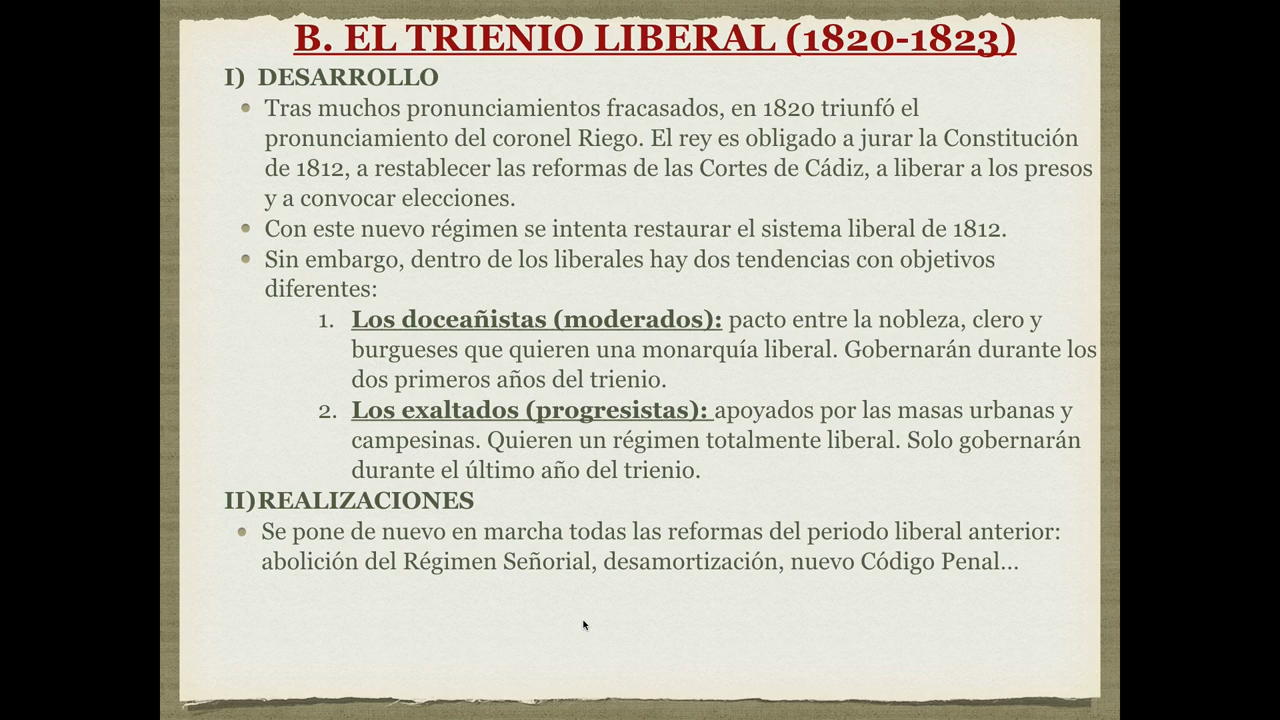 B. EL TRIENIO LIBERAL (1820-1823)
I) DESARROLLO
• Tras muchos pronunciamientos fracasados, en 1820 triunfó el
pronunciamiento del coronel Riego. El rey es obligado a jurar la Constitución
de 1812, a restablecer las reformas de las Cortes de Cádiz, a liberar a los presos
y a convocar elecciones.
• Con este nuevo régimen se intenta restaurar el sistema liberal de 1812.
• Sin embargo, dentro de los liberales hay dos tendencias con objetivos
diferentes:
1. Los doceañistas (moderados): pacto entre la nobleza, clero y
burgueses que quieren una monarquía liberal. Gobernarán durante los
dos primeros años del trienio.
2. Los exaltados (progresistas): apoyados por las masas urbanas y
campesinas. Quieren un régimen totalmente liberal. Solo gobernarán
durante el último año del trienio.
II)REALIZACIONES
• Se pone de nuevo en marcha todas las reformas del periodo liberal anterior:
abolición del Régimen Señorial, desamortización, nuevo Código Penal...